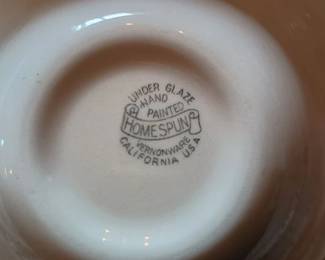 UNDER GLAZE
HAND
PAINTED
HOMESPUN
VERNONWARE
CALIFORNIA U.S.A